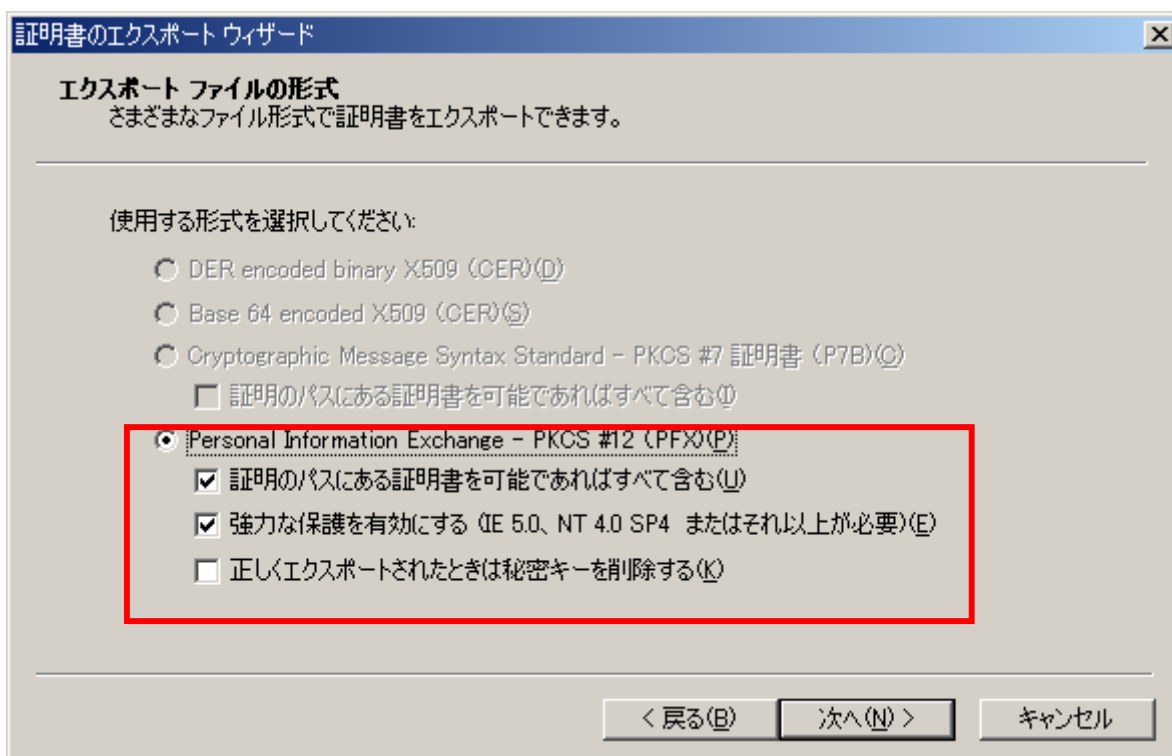 証明書のエクスポート ウィザード
エクスポート ファイルの形式
さまざまなファイル形式で証明書をエクスポートできます。
使用する形式を選択してください:
DER encoded binary X509 (CER)(D)
Base 64 encoded X509 (CER)(S)
Cryptographic Message Syntax Standard - PKCS #7 証明書 (P7B)(C)
証明のパスにある証明書を可能であればすべて含む(I)
Personal Information Exchange - PKCS #12 (PFX)(P)
証明のパスにある証明書を可能であればすべて含む(U)
強力な保護を有効にする (IE 5.0、NT 4.0 SP4 またはそれ以上が必要)(E)
正しくエクスポートされたときは秘密キーを削除する(K)
< 戻る(B) 次へ(N) > キャンセル